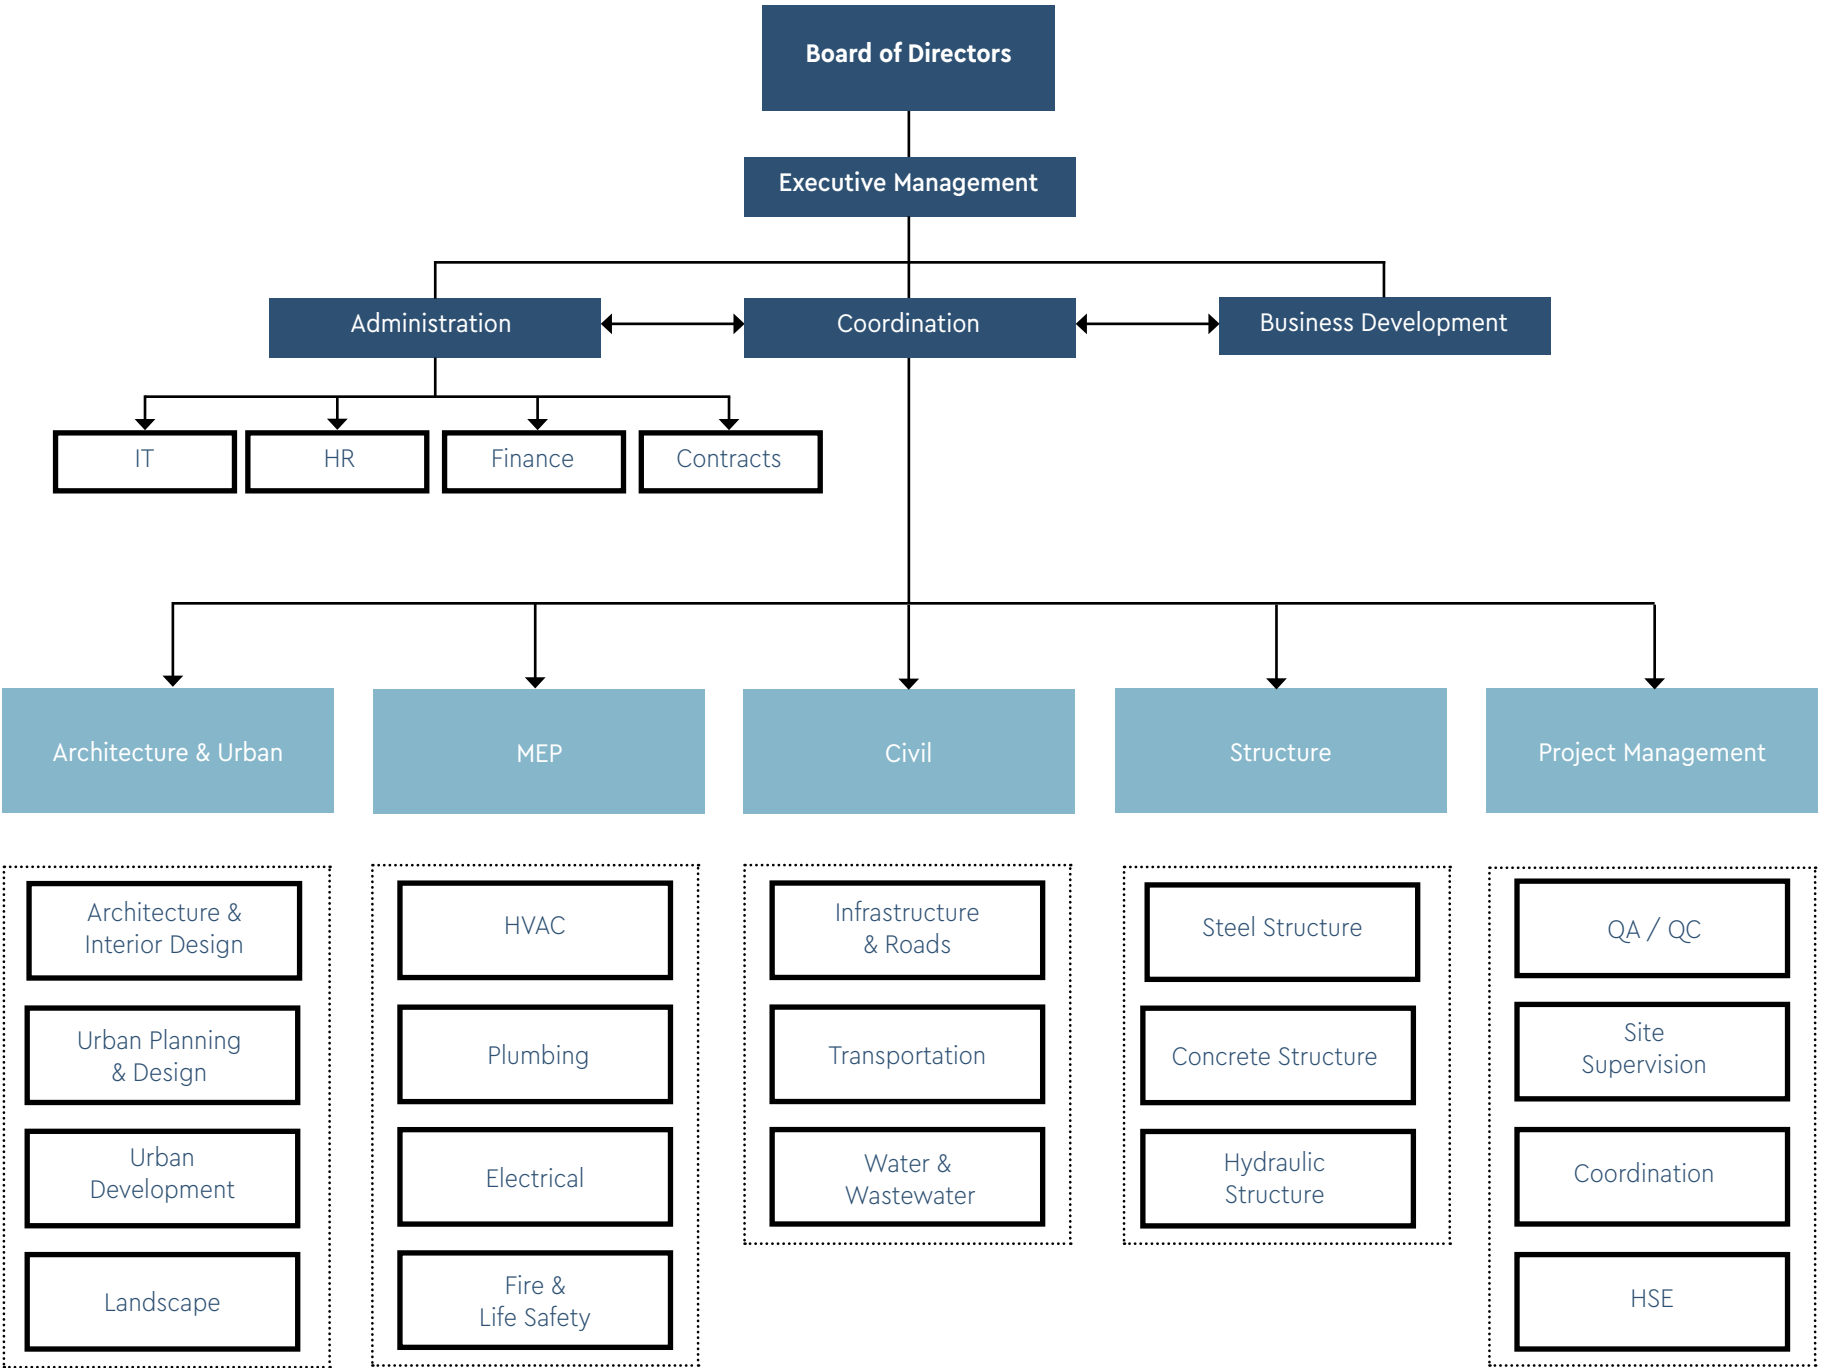 Board of Directors
Executive Management
Administration
Coordination
Business Development
IT
HR
Finance
Contracts
Architecture & Urban
MEP
Civil
Structure
Project Management
Architecture &
Interior Design
Urban Planning
& Design
Urban
Development
Landscape
HVAC
Plumbing
Electrical
Fire &
Life Safety
Infrastructure
& Roads
Transportation
Water &
Wastewater
Steel Structure
Concrete Structure
Hydraulic
Structure
QA / QC
Site
Supervision
Coordination
HSE